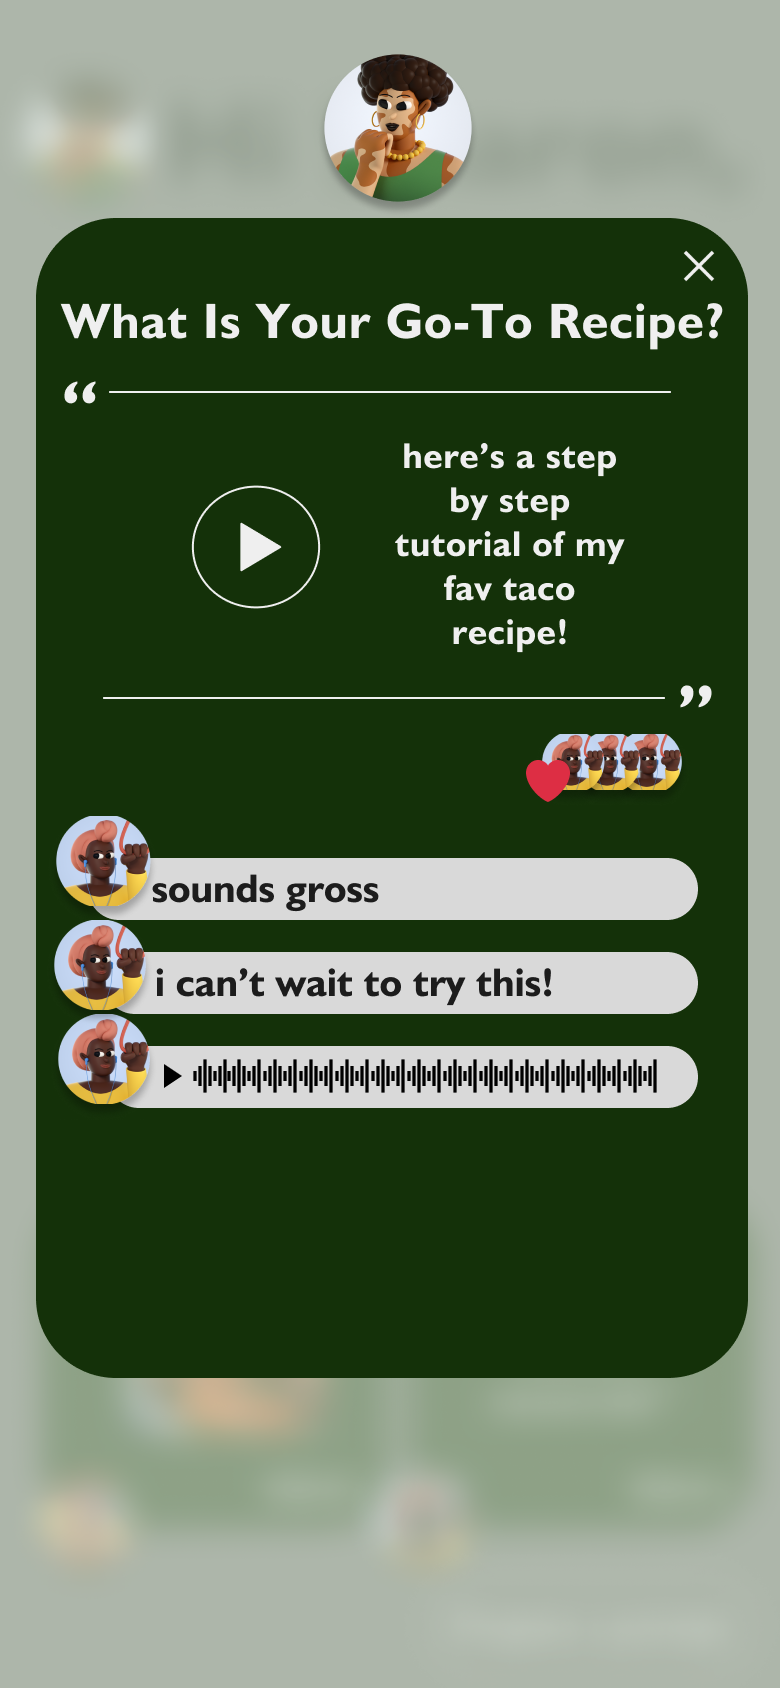 What Is Your Go-To Recipe?
“
here’s a step
by step
tutorial of my
fav taco
recipe!
”
sounds gross
i can’t wait to try this!